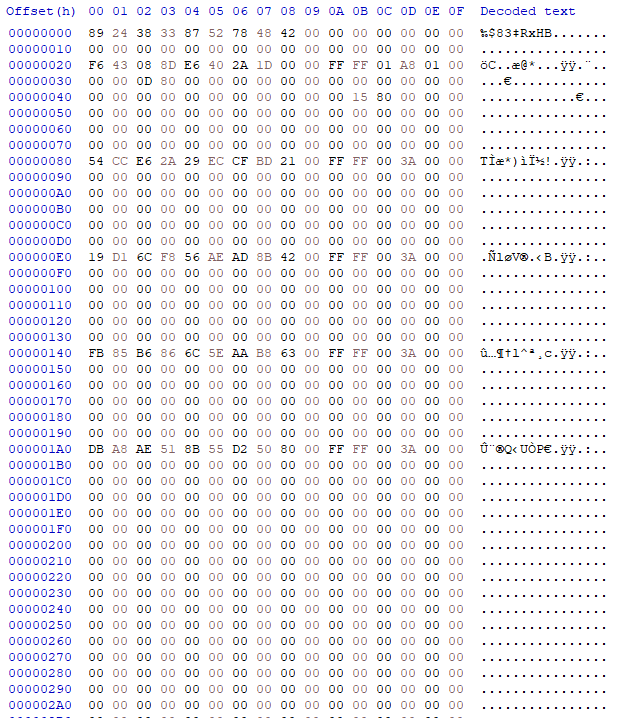 Offset(h) 00 01 02 03 04 05 06 07 08 09 0A 0B 0C 0D 0E 0F Decoded text
00000000 89 24 38 33 87 52 78 48 42 00 00 00 00 00 00 00 ‰$83‡RxHB.......
00000010 00 00 00 00 00 00 00 00 00 00 00 00 00 00 00 00 ................
00000020 F6 43 08 8D E6 40 2A 1D 00 00 FF FF 01 A8 01 00 öC..æ@*...ÿÿ.¨..
00000030 00 00 0D 80 00 00 00 00 00 00 00 00 00 00 00 00 ...€............
00000040 00 00 00 00 00 00 00 00 00 00 00 15 80 00 00 00 ............€...
00000050 00 00 00 00 00 00 00 00 00 00 00 00 00 00 00 00 ................
00000060 00 00 00 00 00 00 00 00 00 00 00 00 00 00 00 00 ................
00000070 00 00 00 00 00 00 00 00 00 00 00 00 00 00 00 00 ................
00000080 54 CC E6 2A 29 EC CF BD 21 00 FF FF 00 3A 00 00 TÌæ*)ìϽ!.ÿÿ.:..
00000090 00 00 00 00 00 00 00 00 00 00 00 00 00 00 00 00 ................
000000A0 00 00 00 00 00 00 00 00 00 00 00 00 00 00 00 00 ................
000000B0 00 00 00 00 00 00 00 00 00 00 00 00 00 00 00 00 ................
000000C0 00 00 00 00 00 00 00 00 00 00 00 00 00 00 00 00 ................
000000D0 00 00 00 00 00 00 00 00 00 00 00 00 00 00 00 00 ................
000000E0 19 D1 6C F8 56 AE AD 8B 42 00 FF FF 00 3A 00 00 .ÑløV®.‹B.ÿÿ.:..
000000F0 00 00 00 00 00 00 00 00 00 00 00 00 00 00 00 00 ................
00000100 00 00 00 00 00 00 00 00 00 00 00 00 00 00 00 00 ................
00000110 00 00 00 00 00 00 00 00 00 00 00 00 00 00 00 00 ................
00000120 00 00 00 00 00 00 00 00 00 00 00 00 00 00 00 00 ................
00000130 00 00 00 00 00 00 00 00 00 00 00 00 00 00 00 00 ................
00000140 FB 85 B6 86 6C 5E AA B8 63 00 FF FF 00 3A 00 00 û…¶†l^ª¸c.ÿÿ.:..
00000150 00 00 00 00 00 00 00 00 00 00 00 00 00 00 00 00 ................
00000160 00 00 00 00 00 00 00 00 00 00 00 00 00 00 00 00 ................
00000170 00 00 00 00 00 00 00 00 00 00 00 00 00 00 00 00 ................
00000180 00 00 00 00 00 00 00 00 00 00 00 00 00 00 00 00 ................
00000190 00 00 00 00 00 00 00 00 00 00 00 00 00 00 00 00 ................
000001A0 DB A8 AE 51 8B 55 D2 50 80 00 FF FF 00 3A 00 00 Û¨®Q‹UÒP€.ÿÿ.:..
000001B0 00 00 00 00 00 00 00 00 00 00 00 00 00 00 00 00 ................
000001C0 00 00 00 00 00 00 00 00 00 00 00 00 00 00 00 00 ................
000001D0 00 00 00 00 00 00 00 00 00 00 00 00 00 00 00 00 ................
000001E0 00 00 00 00 00 00 00 00 00 00 00 00 00 00 00 00 ................
000001F0 00 00 00 00 00 00 00 00 00 00 00 00 00 00 00 00 ................
00000200 00 00 00 00 00 00 00 00 00 00 00 00 00 00 00 00 ................
00000210 00 00 00 00 00 00 00 00 00 00 00 00 00 00 00 00 ................
00000220 00 00 00 00 00 00 00 00 00 00 00 00 00 00 00 00 ................
00000230 00 00 00 00 00 00 00 00 00 00 00 00 00 00 00 00 ................
00000240 00 00 00 00 00 00 00 00 00 00 00 00 00 00 00 00 ................
00000250 00 00 00 00 00 00 00 00 00 00 00 00 00 00 00 00 ................
00000260 00 00 00 00 00 00 00 00 00 00 00 00 00 00 00 00 ................
00000270 00 00 00 00 00 00 00 00 00 00 00 00 00 00 00 00 ................
00000280 00 00 00 00 00 00 00 00 00 00 00 00 00 00 00 00 ................
00000290 00 00 00 00 00 00 00 00 00 00 00 00 00 00 00 00 ................
000002A0 00 00 00 00 00 00 00 00 00 00 00 00 00 00 00 00 ................